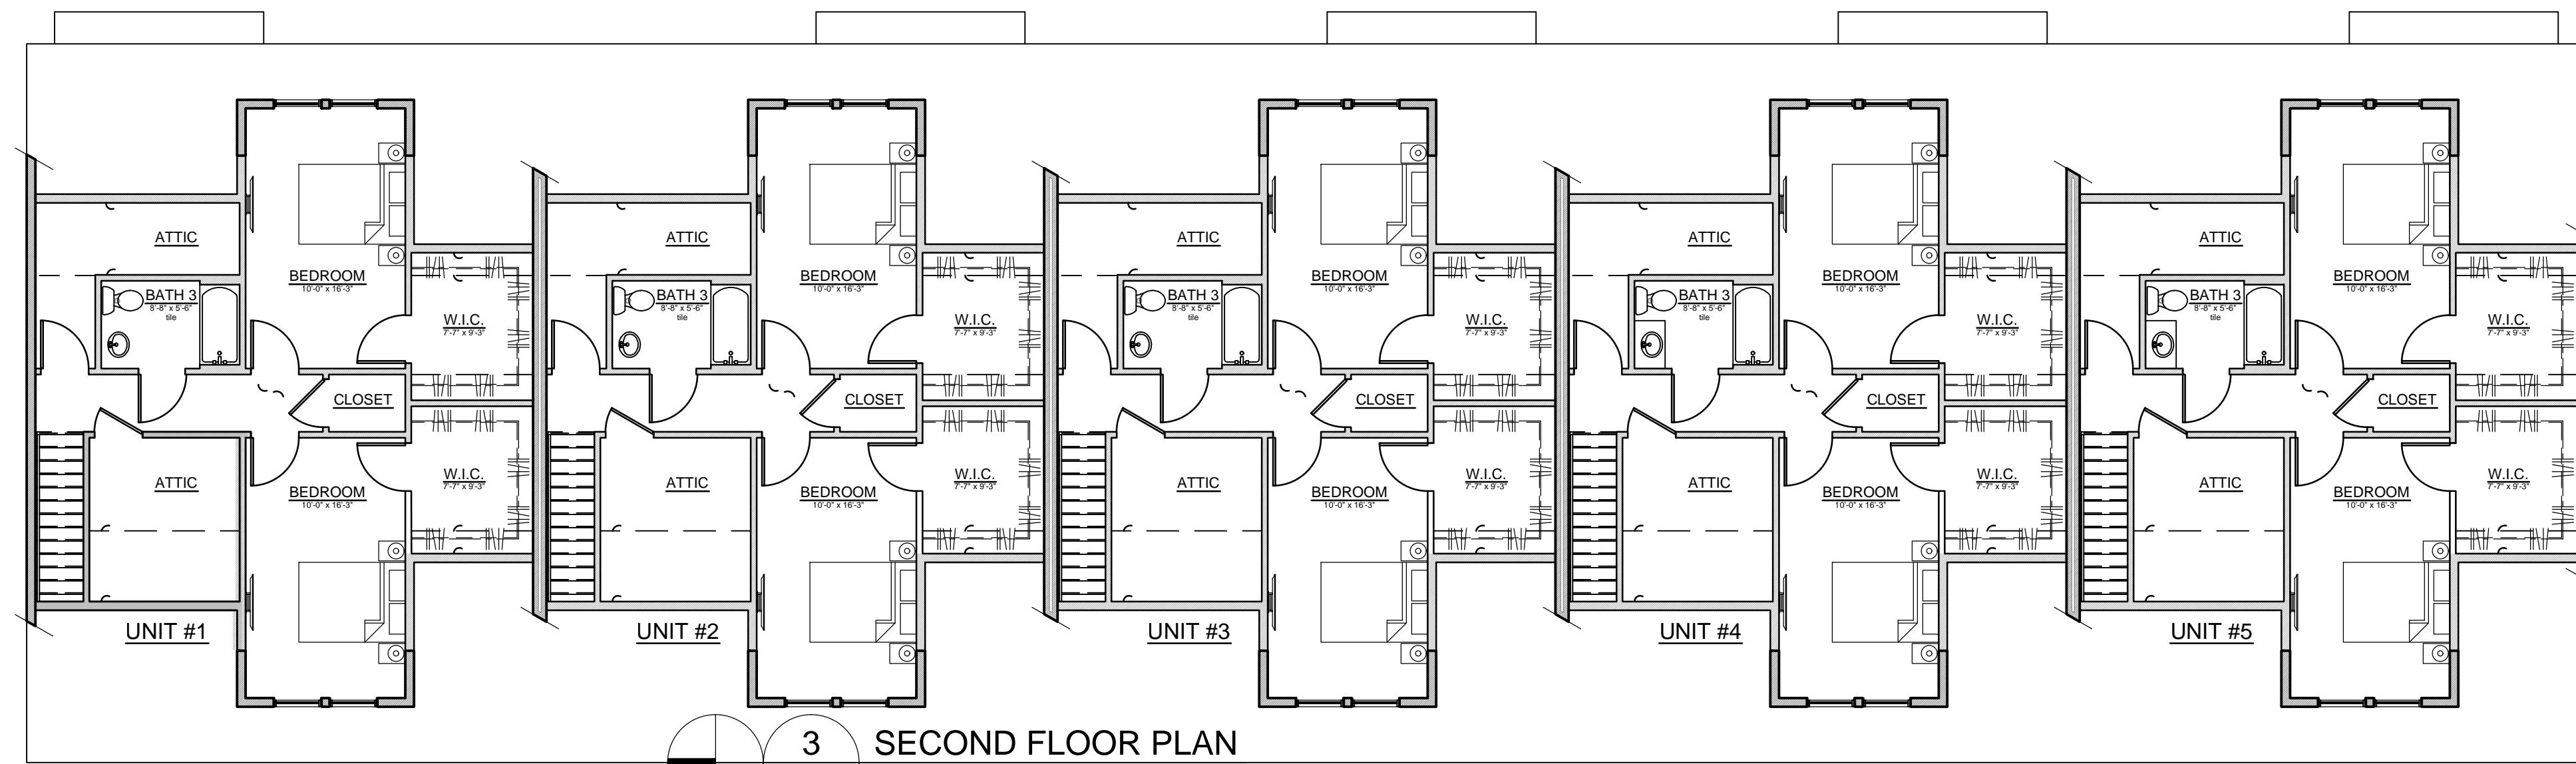 ATTIC
BEDROOM
10'-0" x 16'-3"
BATH 3
8'-8" x 5'-6"
tile
W.I.C.
7'-7" x 9'-3"
CLOSET
W.I.C.
7'-7" x 9'-3"
ATTIC
BEDROOM
10'-0" x 16'-3"
UNIT #1
ATTIC
BEDROOM
10'-0" x 16'-3"
BATH 3
8'-8" x 5'-6"
tile
W.I.C.
7'-7" x 9'-3"
CLOSET
W.I.C.
7'-7" x 9'-3"
ATTIC
BEDROOM
10'-0" x 16'-3"
UNIT #2
ATTIC
BEDROOM
10'-0" x 16'-3"
BATH 3
8'-8" x 5'-6"
tile
W.I.C.
7'-7" x 9'-3"
CLOSET
W.I.C.
7'-7" x 9'-3"
ATTIC
BEDROOM
10'-0" x 16'-3"
UNIT #3
ATTIC
BEDROOM
10'-0" x 16'-3"
BATH 3
8'-8" x 5'-6"
tile
W.I.C.
7'-7" x 9'-3"
CLOSET
W.I.C.
7'-7" x 9'-3"
ATTIC
BEDROOM
10'-0" x 16'-3"
UNIT #4
ATTIC
BEDROOM
10'-0" x 16'-3"
BATH 3
8'-8" x 5'-6"
tile
W.I.C.
7'-7" x 9'-3"
CLOSET
W.I.C.
7'-7" x 9'-3"
ATTIC
BEDROOM
10'-0" x 16'-3"
UNIT #5
3 SECOND FLOOR PLAN